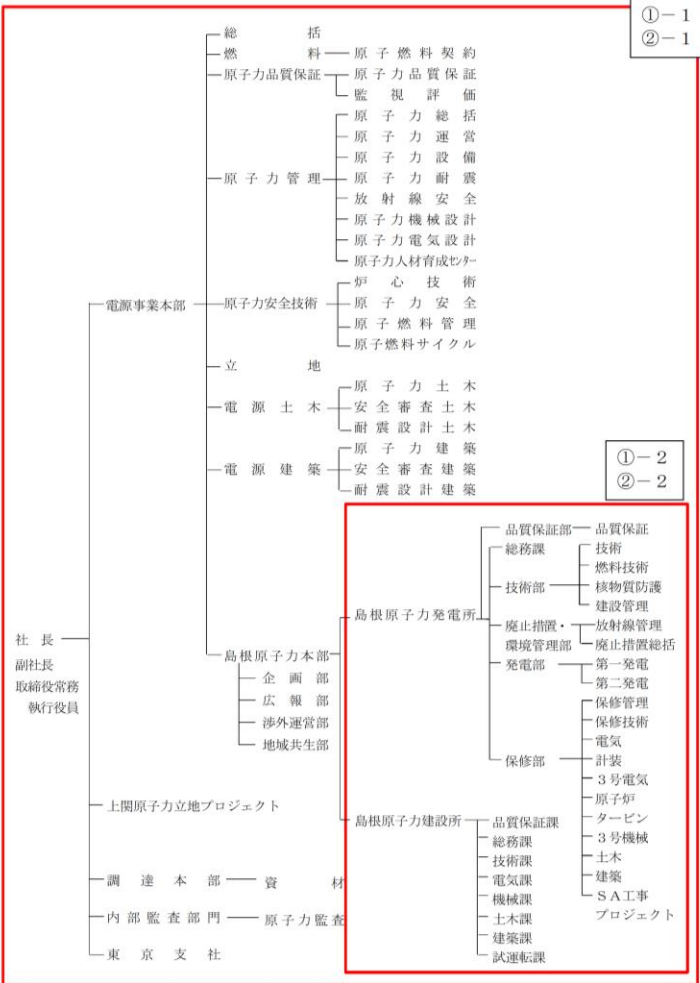 ①－1
②－1
総括
燃料
原子燃料契約
原子力品質保証
原子力品質保証
監視評価
原子力管理
原子力総括
原子力運営
原子力設備
原子力耐震
放射線安全
原子力機械設計
原子力電気設計
原子力人材育成ｾﾝﾀｰ
電源事業本部
原子力安全技術
炉心技術
原子力安全
原子燃料管理
原子燃料サイクル
立地
電源土木
原子力土木
安全審査土木
耐震設計土木
電源建築
原子力建築
安全審査建築
耐震設計建築
①－2
②－2
社長
副社長
取締役常務
執行役員
島根原子力本部
企画部
広報部
渉外運営部
地域共生部
島根原子力発電所
品質保証部
品質保証
総務課
技術部
技術
燃料技術
核物質防護
建設管理
廃止措置・
環境管理部
放射線管理
廃止措置総括
発電部
第一発電
第二発電
保修部
保修管理
保修技術
電気
計装
３号電気
原子炉
タービン
３号機械
土木
建築
ＳＡ工事
プロジェクト
島根原子力建設所
品質保証課
総務課
技術課
電気課
機械課
土木課
建築課
試運転課
上関原子力立地プロジェクト
調達本部
資材
内部監査部門
原子力監査
東京支社